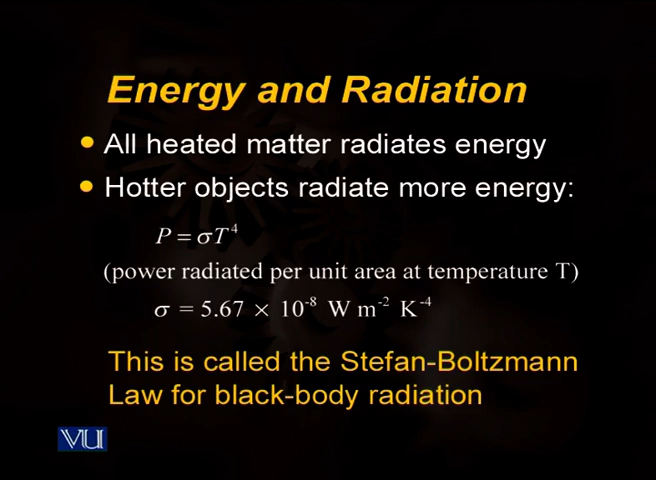 Energy and Radiation
• All heated matter radiates energy
• Hotter objects radiate more energy:
P = σT⁴
(power radiated per unit area at temperature T)
σ = 5.67 × 10⁻⁸ W m⁻² K⁻⁴
This is called the Stefan-Boltzmann
Law for black-body radiation
VU